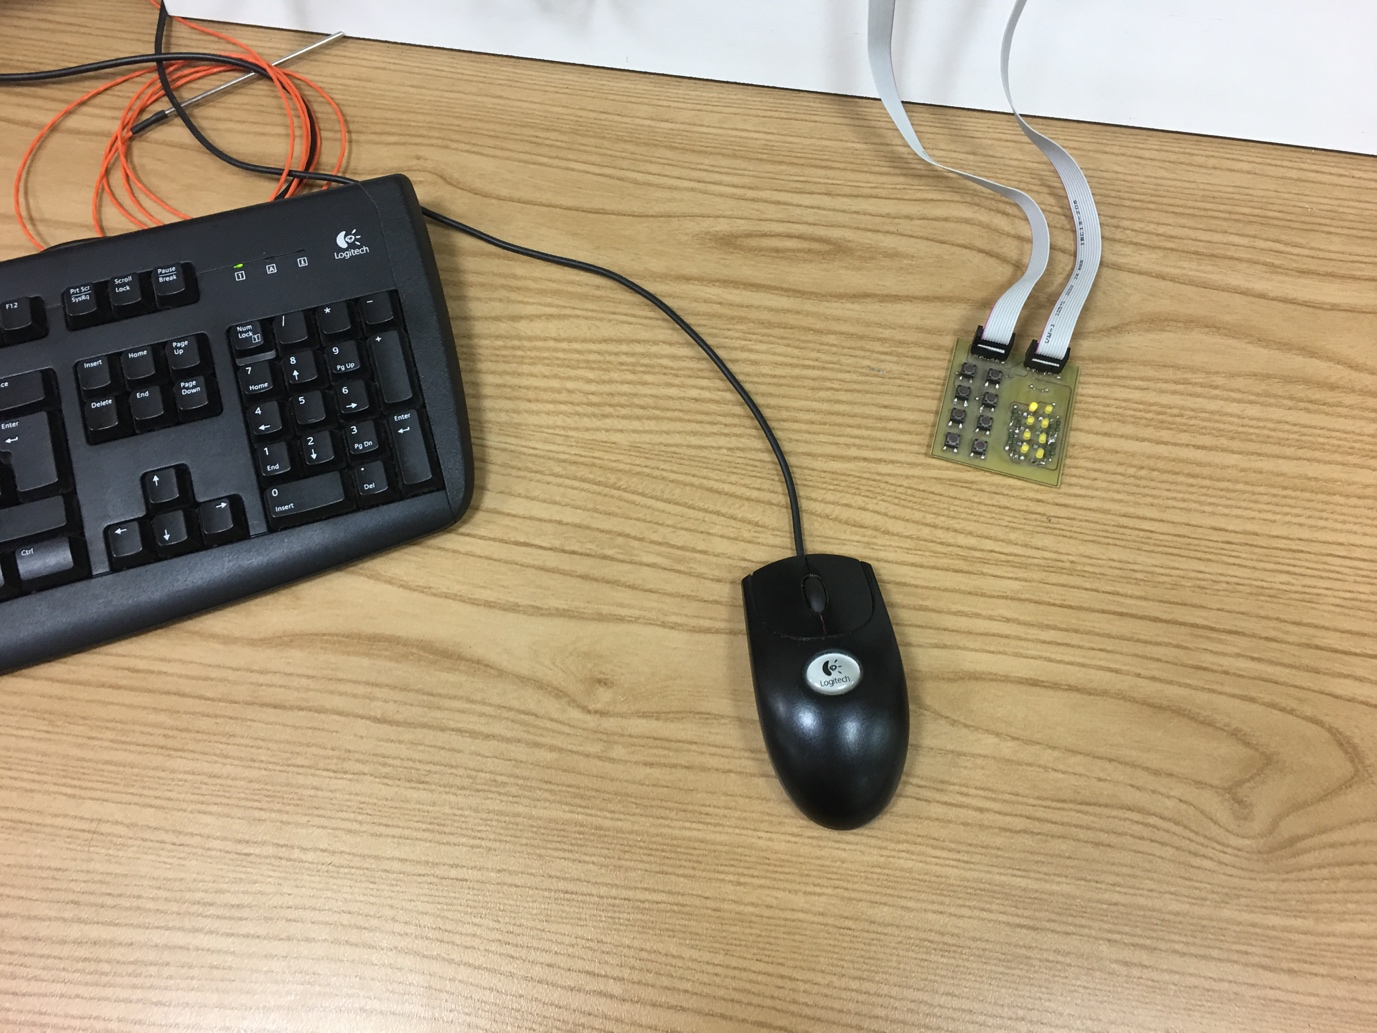 Logitech
1
A
F12
Prt Scr
SysRq
Scroll
Lock
Pause
Break
Num
Lock
1
/
*
-
Insert
Home
Page
Up
7
Home
8
9
Pg Up
+
Delete
End
Page
Down
4
5
6
Enter
1
End
2
3
Pg Dn
Enter
0
Insert
.
Del
Ctrl
Logitech